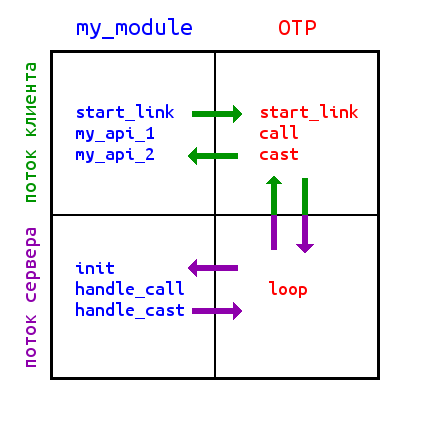 my_module
OTP
поток клиента
start_link
my_api_1
my_api_2
start_link
call
cast
поток сервера
init
handle_call
handle_cast
loop